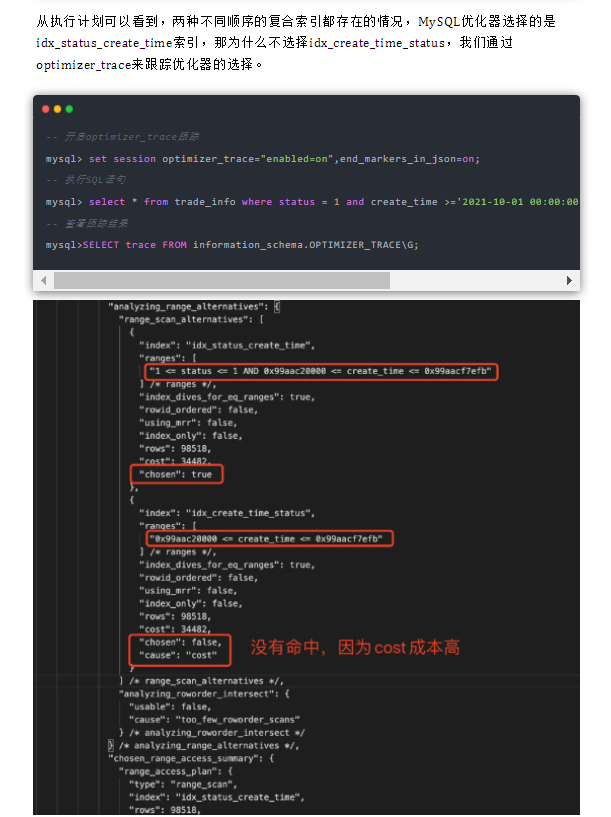 从执行计划可以看到，两种不同顺序的复合索引都存在的情况，MySQL优化器选择的是
idx_status_create_time索引，那为什么不选择idx_create_time_status，我们通过
optimizer_trace来跟踪优化器的选择。
-- 开启optimizer_trace跟踪
mysql> set session optimizer_trace="enabled=on",end_markers_in_json=on;
-- 执行SQL语句
mysql> select * from trade_info where status = 1 and create_time >='2021-10-01 00:00:00
-- 查看跟踪结果
mysql>SELECT trace FROM information_schema.OPTIMIZER_TRACE\G;
"analyzing_range_alternatives": {
"range_scan_alternatives": [
{
"index": "idx_status_create_time",
"ranges": [
"1 <= status <= 1 AND 0x99aac20000 <= create_time <= 0x99aacf7efb"
] /* ranges */,
"index_dives_for_eq_ranges": true,
"rowid_ordered": false,
"using_mrr": false,
"index_only": false,
"rows": 98518,
"cost": 34482,
"chosen": true
},
{
"index": "idx_create_time_status",
"ranges": [
"0x99aac20000 <= create_time <= 0x99aacf7efb"
] /* ranges */,
"index_dives_for_eq_ranges": true,
"rowid_ordered": false,
"using_mrr": false,
"index_only": false,
"rows": 98518,
"cost": 34482,
"chosen": false,
"cause": "cost"
没有命中，因为cost成本高
}
] /* range_scan_alternatives */,
"analyzing_roworder_intersect": {
"usable": false,
"cause": "too_few_roworder_scans"
} /* analyzing_roworder_intersect */
} /* analyzing_range_alternatives */,
"chosen_range_access_summary": {
"range_access_plan": {
"type": "range_scan",
"index": "idx_status_create_time",
"rows": 98518,